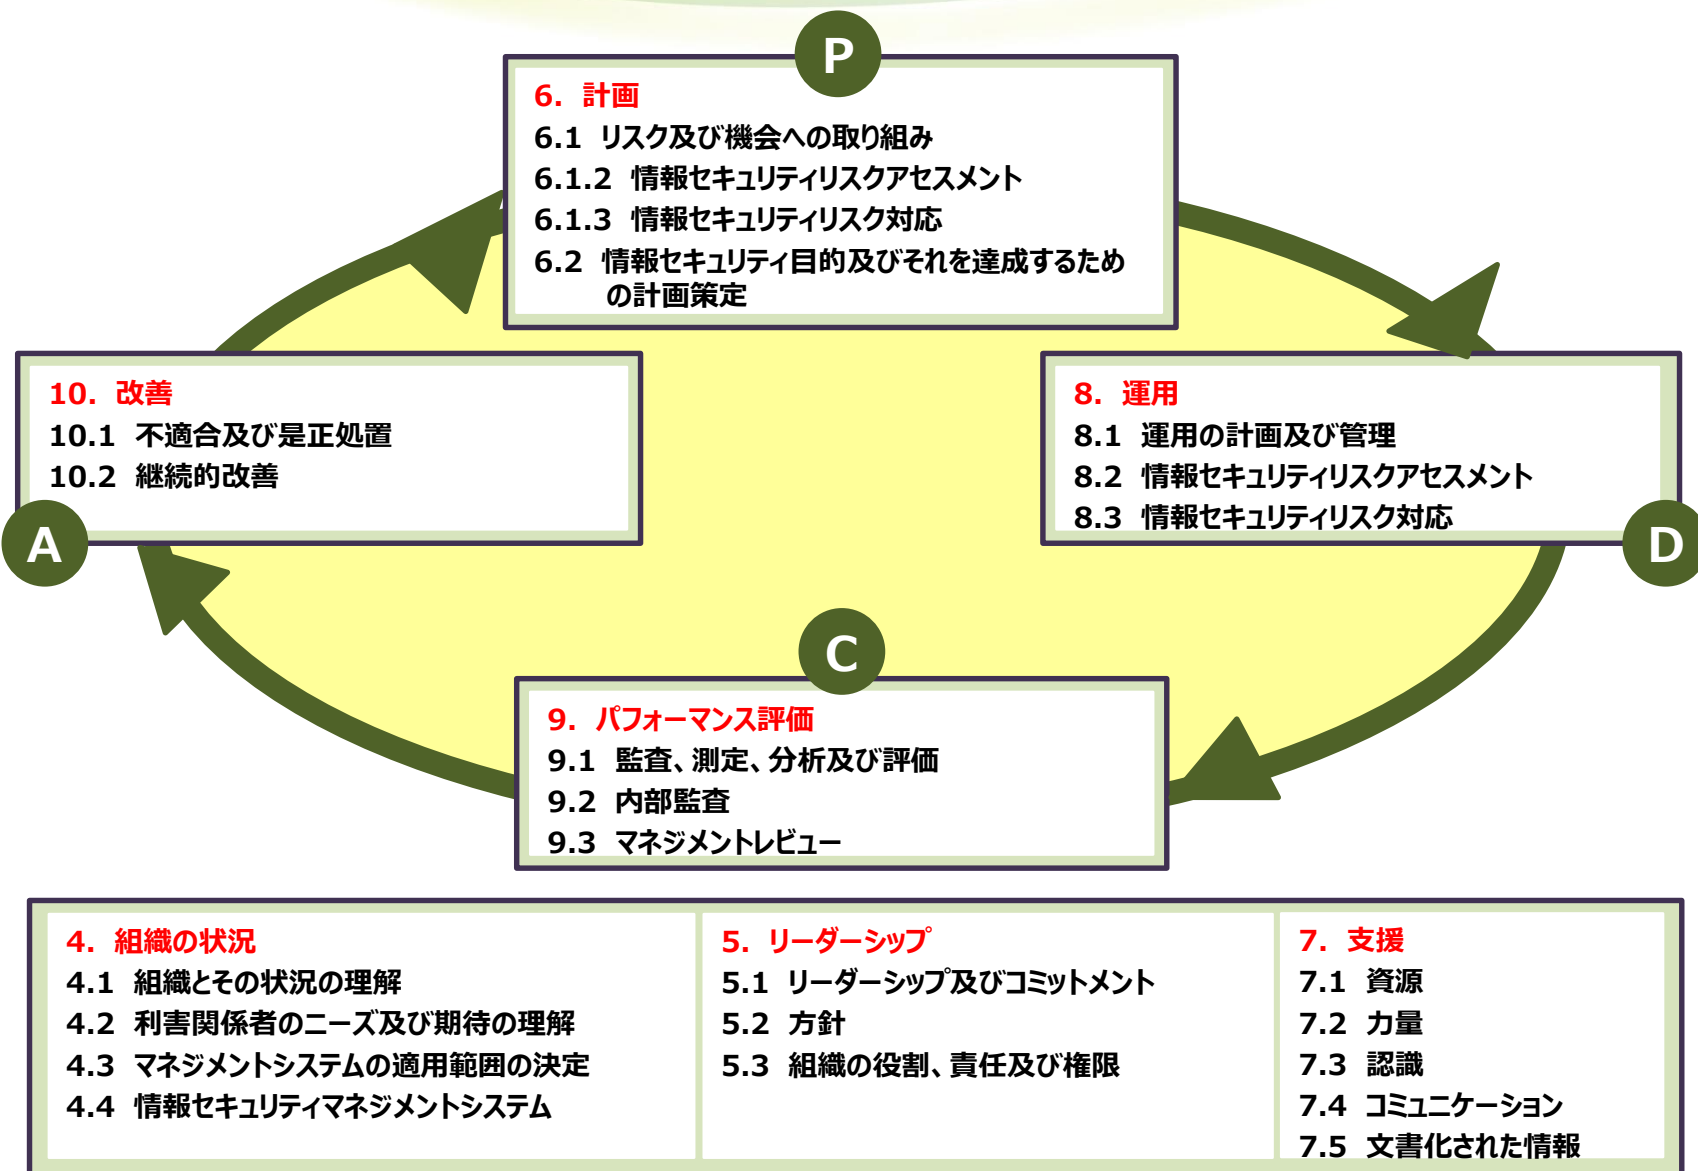 P
6. 計画
6.1 リスク及び機会への取り組み
6.1.2 情報セキュリティリスクアセスメント
6.1.3 情報セキュリティリスク対応
6.2 情報セキュリティ目的及びそれを達成するため
の計画策定
10. 改善
10.1 不適合及び是正処置
10.2 継続的改善
A
8. 運用
8.1 運用の計画及び管理
8.2 情報セキュリティリスクアセスメント
8.3 情報セキュリティリスク対応
D
C
9. パフォーマンス評価
9.1 監査、測定、分析及び評価
9.2 内部監査
9.3 マネジメントレビュー
4. 組織の状況
4.1 組織とその状況の理解
4.2 利害関係者のニーズ及び期待の理解
4.3 マネジメントシステムの適用範囲の決定
4.4 情報セキュリティマネジメントシステム
5. リーダーシップ
5.1 リーダーシップ及びコミットメント
5.2 方針
5.3 組織の役割、責任及び権限
7. 支援
7.1 資源
7.2 力量
7.3 認識
7.4 コミュニケーション
7.5 文書化された情報